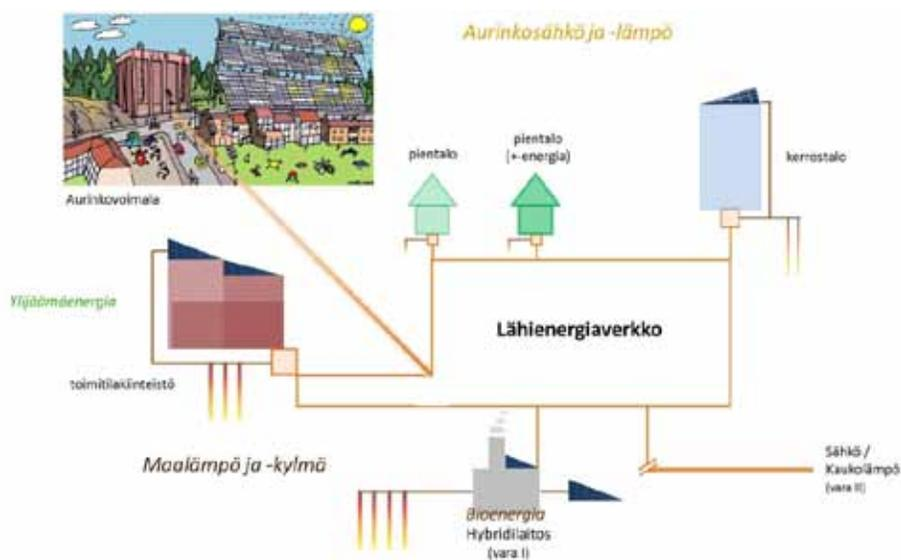 Aurinkosähkö ja -lämpö
pientalo
pientalo
(+-energia)
kerrostalo
Aurinkovoimala
Ylijäämäenergia
Lähienergiaverkko
toimitilakiinteistö
Maalämpö ja -kylmä
Sähkö /
Kaukolämpö
(vara II)
Bioenergia
Hybridilaitos
(vara I)